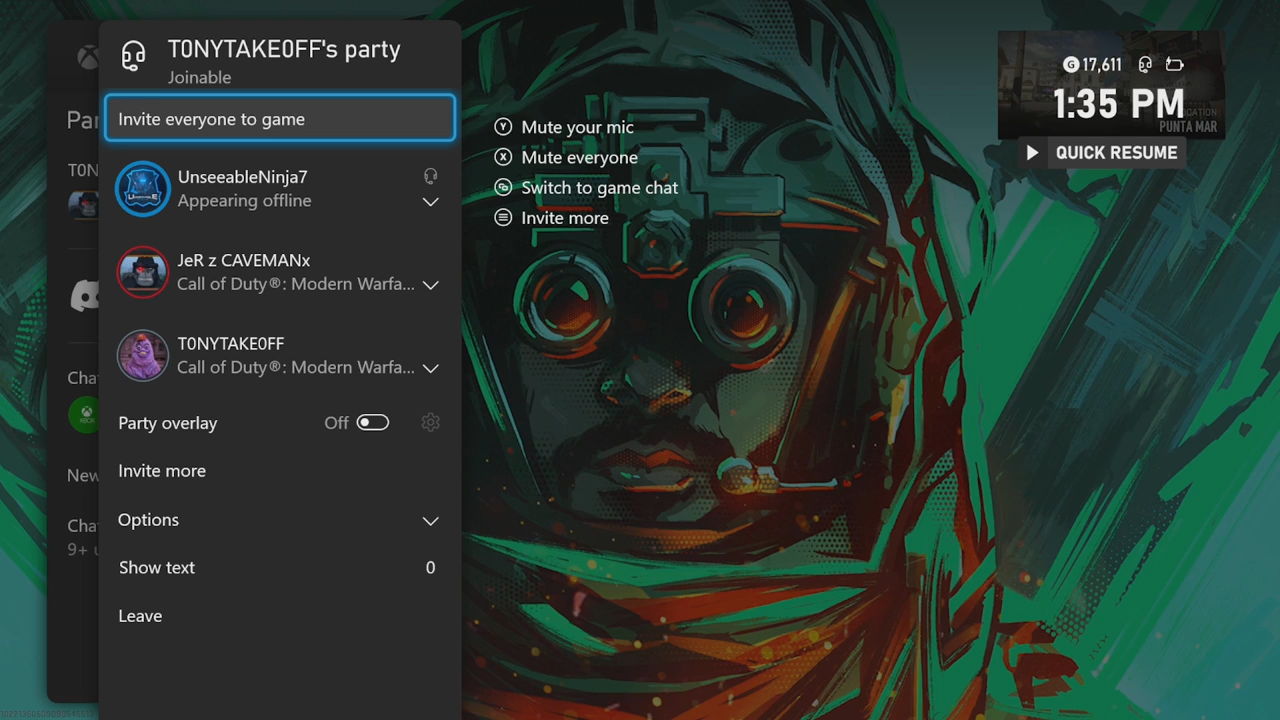 T0NYTAKE0FF's party
Joinable
Invite everyone to game
UnseeableNinja7
Appearing offline
JeR z CAVEMANx
Call of Duty®: Modern Warfa...
T0NYTAKE0FF
Call of Duty®: Modern Warfa...
Party overlay Off
Invite more
Options
Show text 0
Leave
Y Mute your mic
X Mute everyone
Switch to game chat
Invite more
G 17,611
1:35 PM
PUNTA MAR
QUICK RESUME
Par
T0N
Chat
New
Chat
9+ u